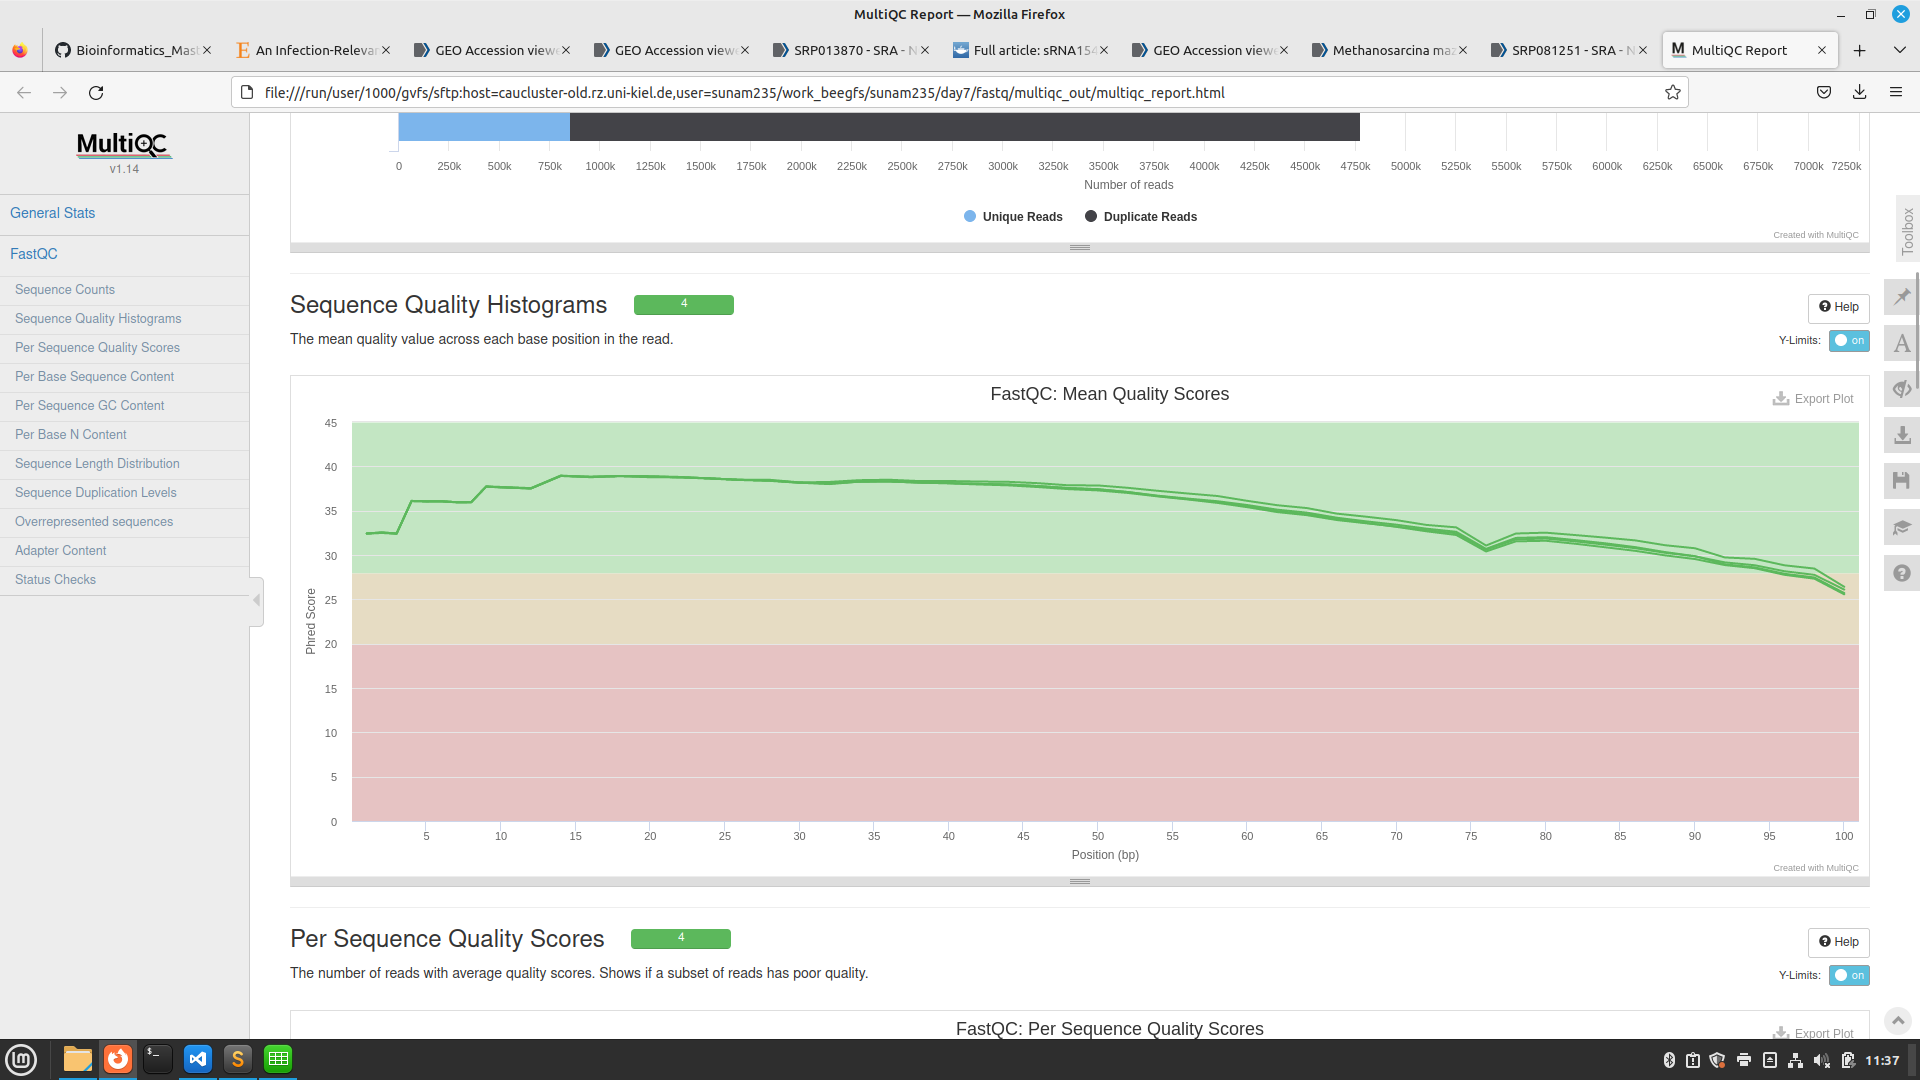 MultiQC Report — Mozilla Firefox
Bioinformatics_Mast
An Infection-Relevan
GEO Accession viewe
GEO Accession viewe
SRP013870 - SRA - N
Full article: sRNA154
GEO Accession viewe
Methanosarcina maz
SRP081251 - SRA - N
MultiQC Report
file:///run/user/1000/gvfs/sftp:host=caucluster-old.rz.uni-kiel.de,user=sunam235/work_beegfs/sunam235/day7/fastq/multiqc_out/multiqc_report.html
MultiQC
v1.14
General Stats
FastQC
Sequence Counts
Sequence Quality Histograms
Per Sequence Quality Scores
Per Base Sequence Content
Per Sequence GC Content
Per Base N Content
Sequence Length Distribution
Sequence Duplication Levels
Overrepresented sequences
Adapter Content
Status Checks
0 250k 500k 750k 1000k 1250k 1500k 1750k 2000k 2250k 2500k 2750k 3000k 3250k 3500k 3750k 4000k 4250k 4500k 4750k 5000k 5250k 5500k 5750k 6000k 6250k 6500k 6750k 7000k 7250k
Number of reads
Unique Reads Duplicate Reads
Created with MultiQC
Toolbox
Sequence Quality Histograms 4
Help
The mean quality value across each base position in the read.
Y-Limits: on
FastQC: Mean Quality Scores
Export Plot
45
40
35
30
25
20
15
10
5
0
Phred Score
5 10 15 20 25 30 35 40 45 50 55 60 65 70 75 80 85 90 95 100
Position (bp)
Created with MultiQC
Per Sequence Quality Scores 4
Help
The number of reads with average quality scores. Shows if a subset of reads has poor quality.
Y-Limits: on
FastQC: Per Sequence Quality Scores
Export Plot
11:37